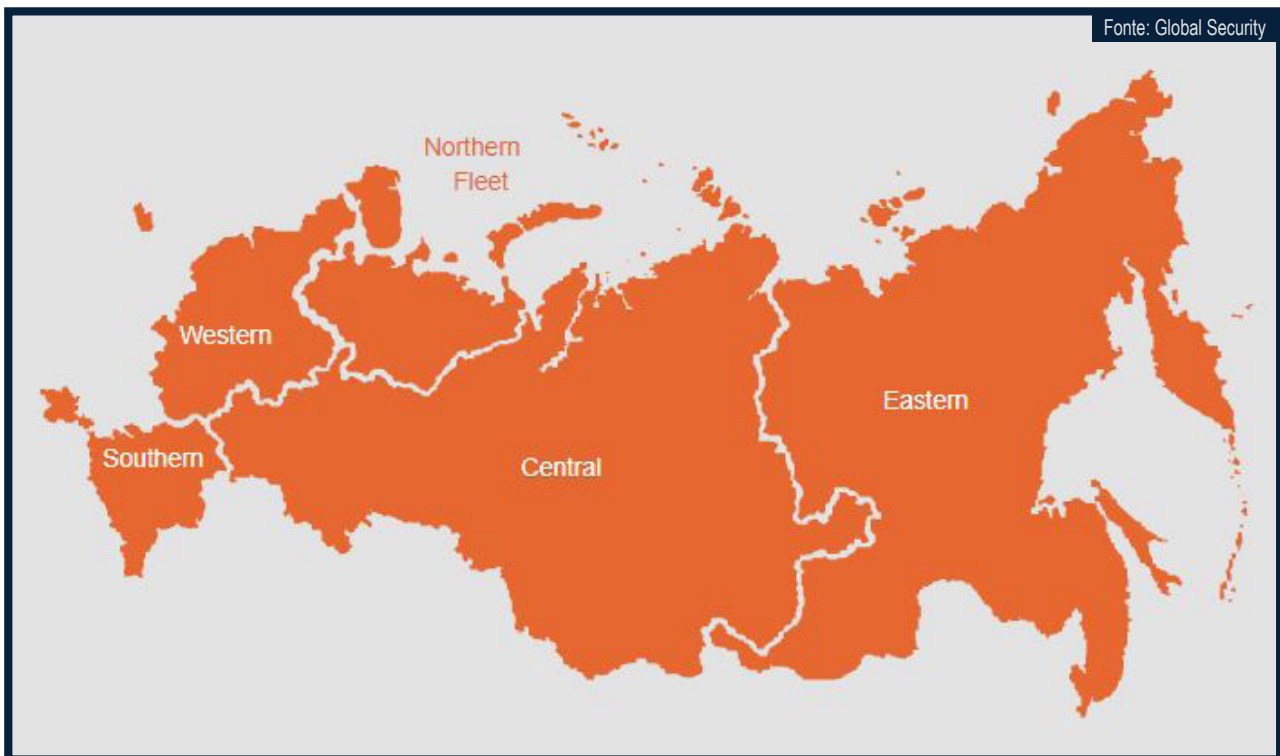 Fonte: Global Security
Northern
Fleet
Western
Eastern
Southern
Central